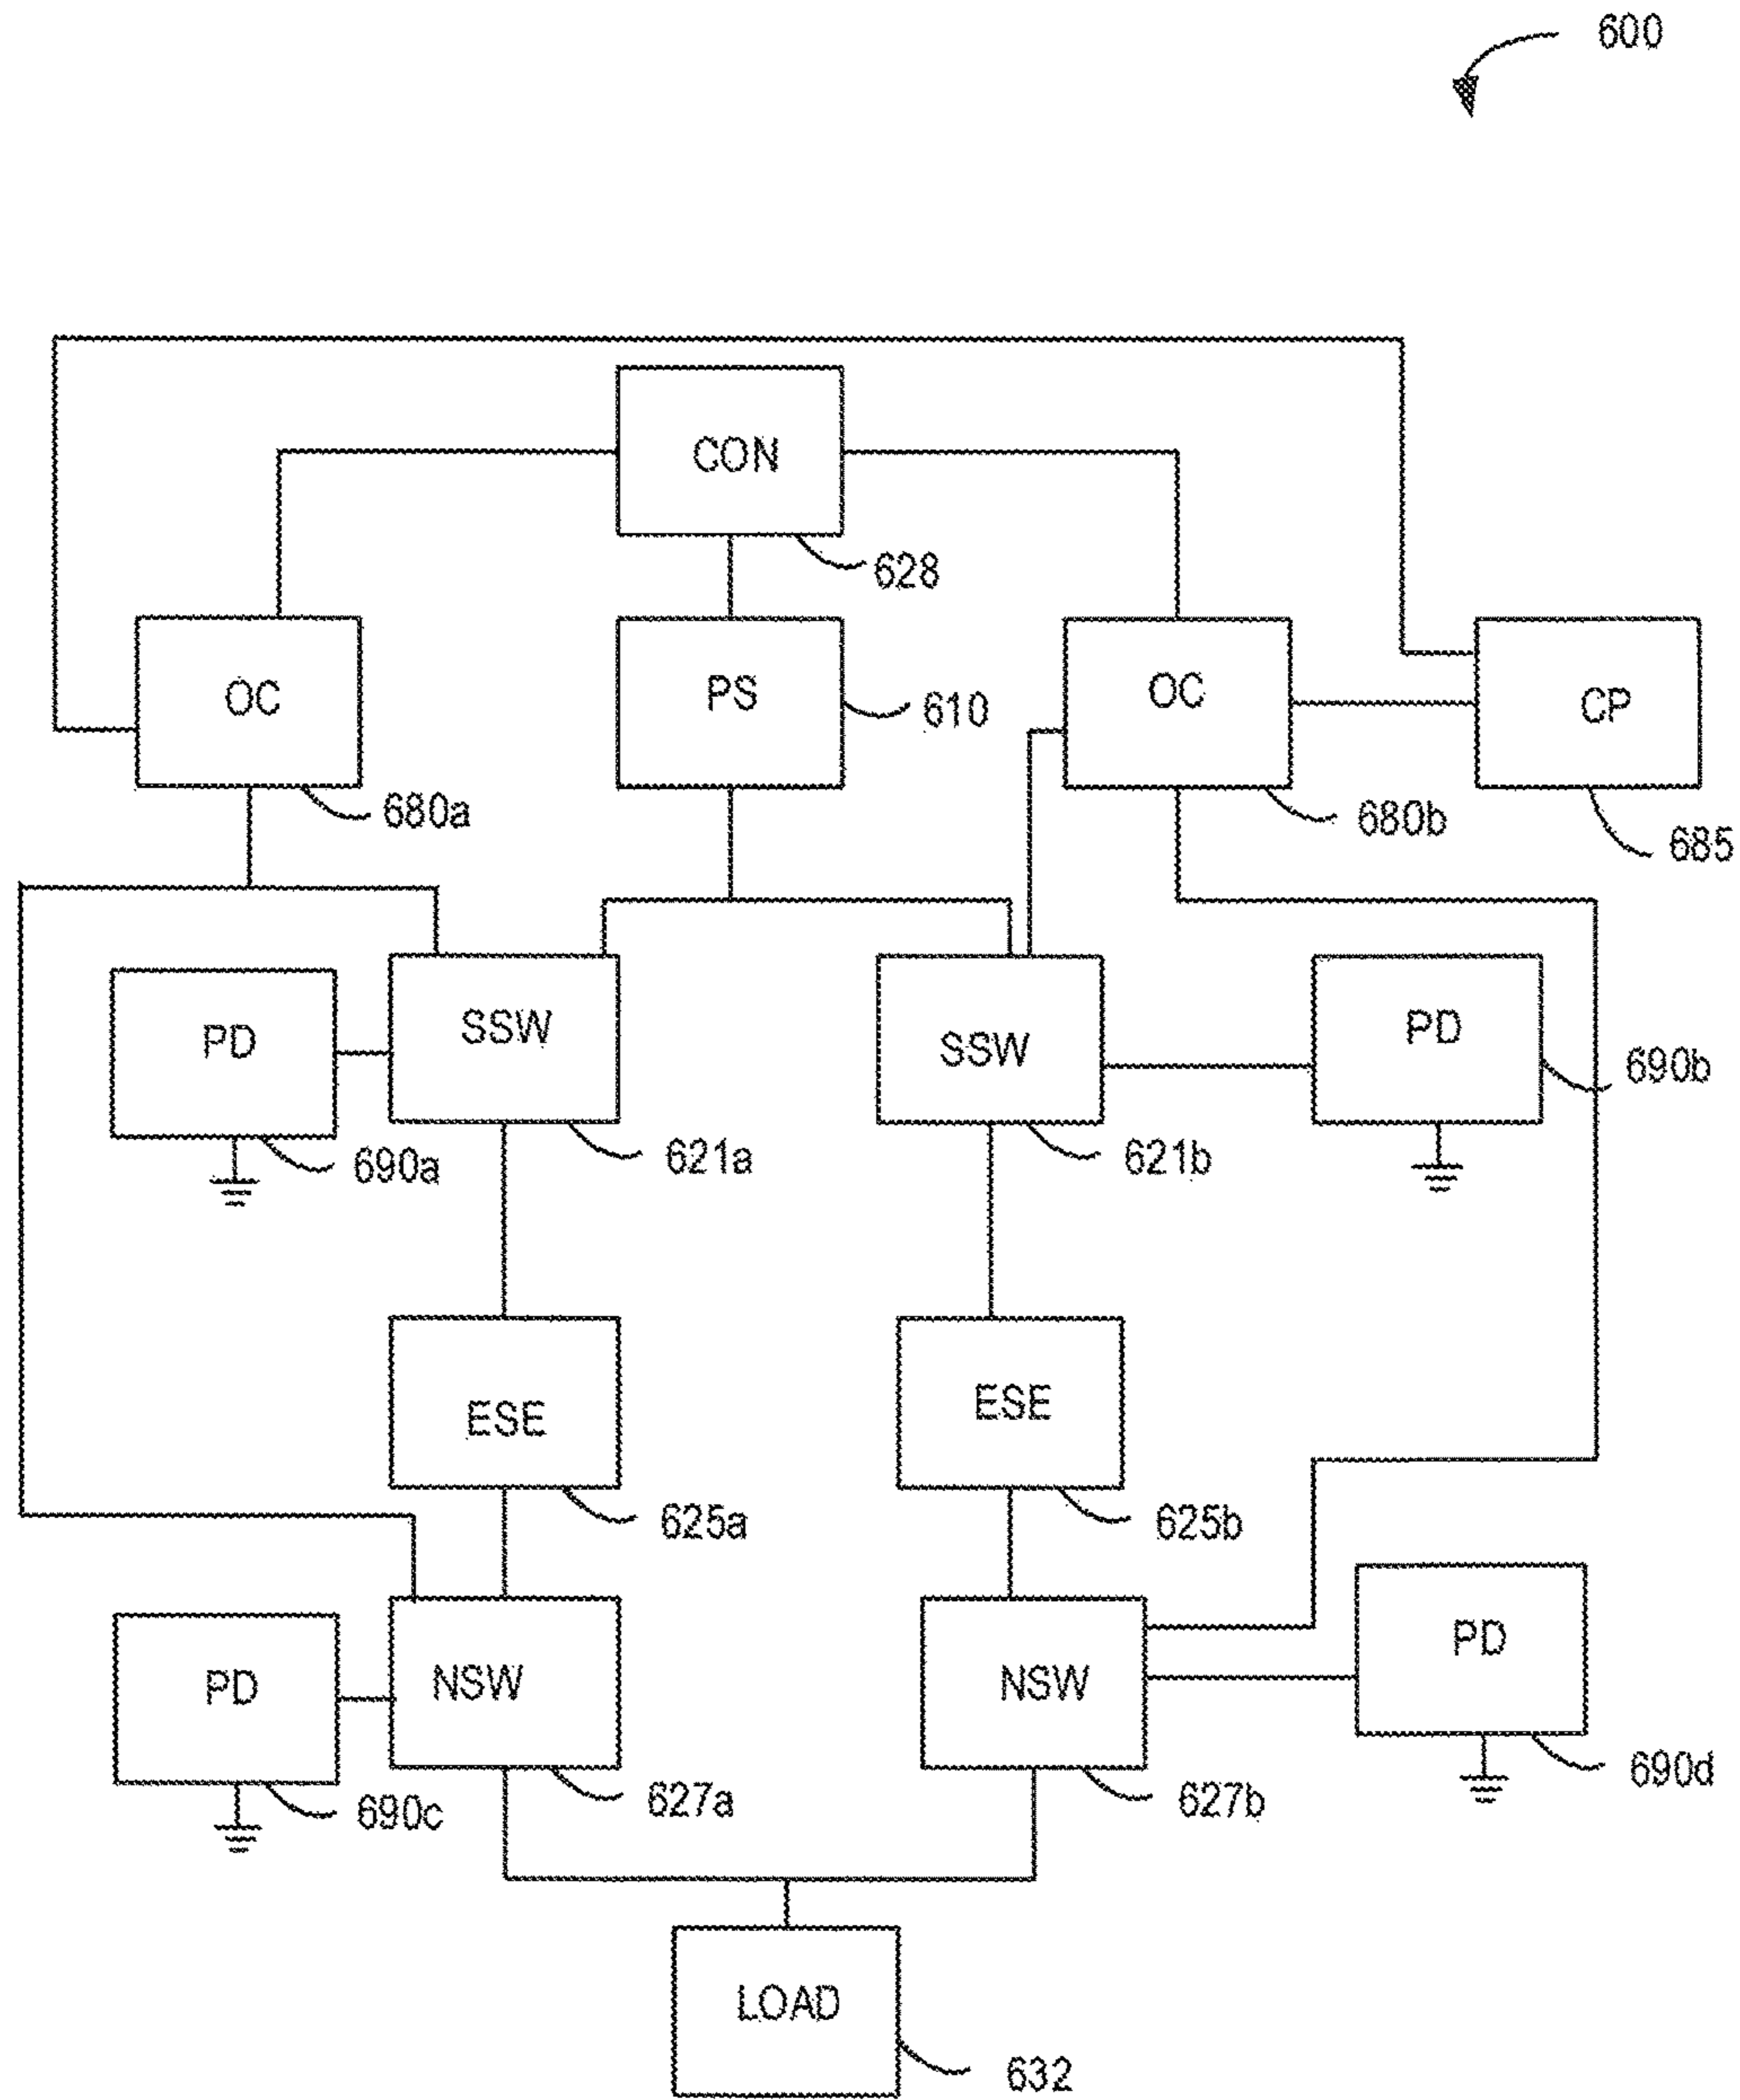 600
CON
628
OC
PS
OC
CP
610
680a
680b
685
SSW
PD
SSW
PD
690b
690a
621a
621b
ESE
ESE
625a
625b
PD
NSW
NSW
PD
690c
627a
627b
690d
LOAD
632